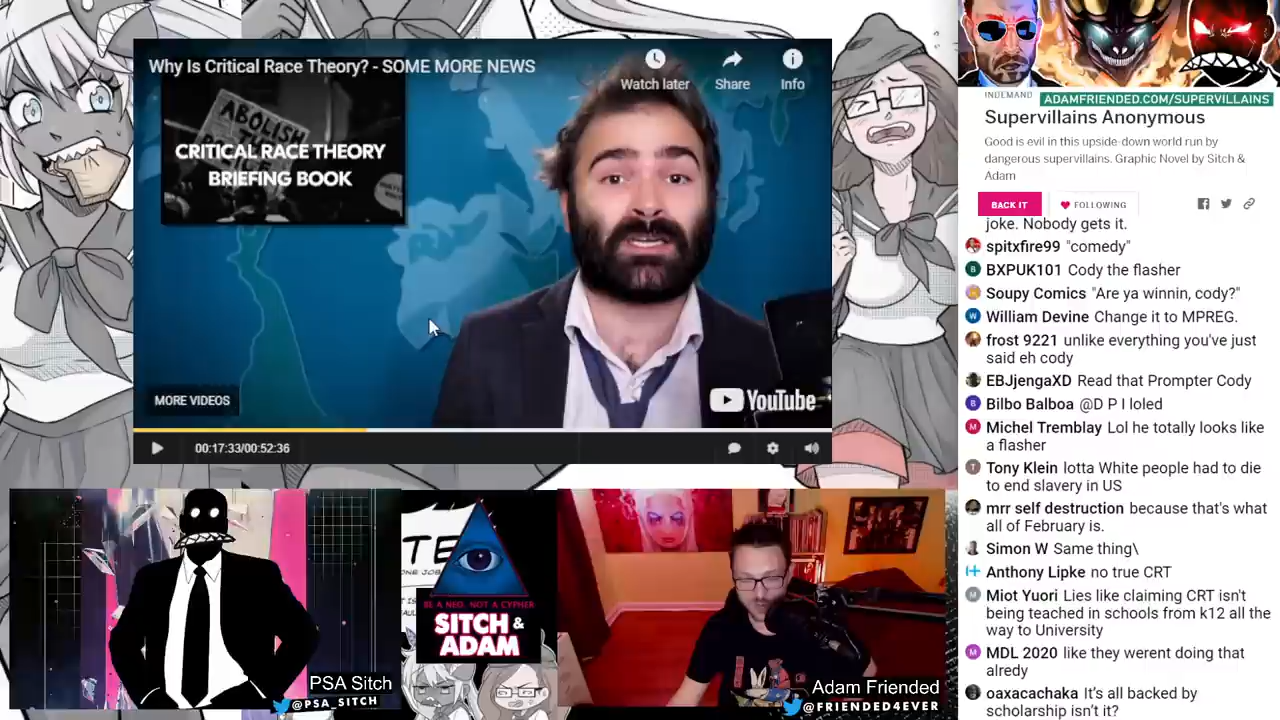 Why Is Critical Race Theory? - SOME MORE NEWS
Watch later
Share
Info
ABOLISH
CRITICAL RACE THEORY
BRIEFING BOOK
MORE VIDEOS
YouTube
00:17:33/00:52:36
BE A NEO, NOT A CYPHER
SITCH &
ADAM
PSA Sitch
@PSA_SITCH
Adam Friended
@FRIENDED4EVER
INDEMAND
ADAMFRIENDED.COM/SUPERVILLAINS
Supervillains Anonymous
Good is evil in this upside-down world run by
dangerous supervillains. Graphic Novel by Sitch &
Adam
BACK IT
FOLLOWING
joke. Nobody gets it.
spitxfire99 "comedy"
BXPUK101 Cody the flasher
Soupy Comics "Are ya winnin, cody?"
William Devine Change it to MPREG.
frost 9221 unlike everything you've just
said eh cody
EBJjengaXD Read that Prompter Cody
Bilbo Balboa @D P I loled
Michel Tremblay Lol he totally looks like
a flasher
Tony Klein lotta White people had to die
to end slavery in US
mrr self destruction because that's what
all of February is.
Simon W Same thing\
Anthony Lipke no true CRT
Miot Yuori Lies like claiming CRT isn't
being teached in schools from k12 all the
way to University
MDL 2020 like they werent doing that
alredy
oaxacachaka It's all backed by
scholarship isn't it?